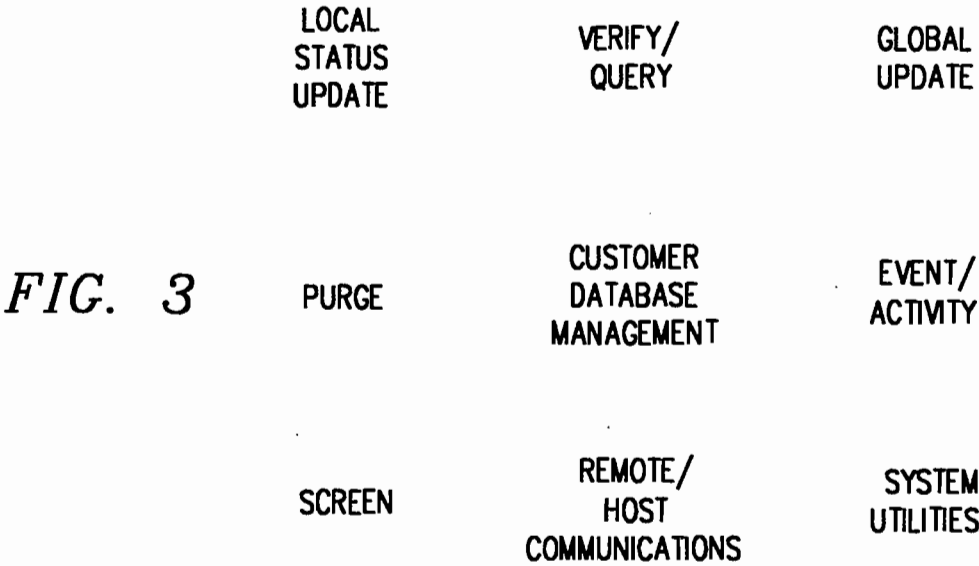 LOCAL
STATUS
UPDATE
VERIFY/
QUERY
GLOBAL
UPDATE
FIG. 3
PURGE
CUSTOMER
DATABASE
MANAGEMENT
EVENT/
ACTIVITY
SCREEN
REMOTE/
HOST
COMMUNICATIONS
SYSTEM
UTILITIES